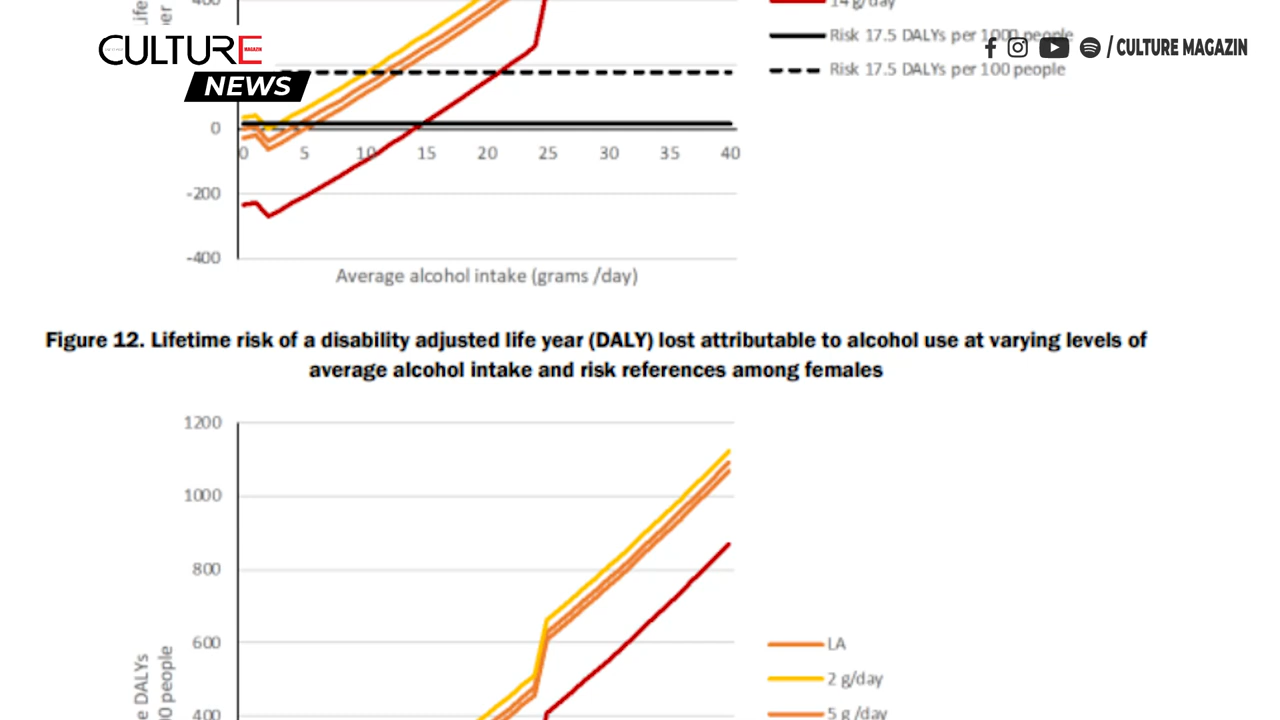 400
14 g/day
CULTURE
MAGAZIN
NEWS
Risk 17.5 DALYs per 1000 people
/ CULTURE MAGAZIN
Risk 17.5 DALYs per 100 people
0
0 5 10 15 20 25 30 35 40
-200
-400
Average alcohol intake (grams /day)
Figure 12. Lifetime risk of a disability adjusted life year (DALY) lost attributable to alcohol use at varying levels of
average alcohol intake and risk references among females
1200
1000
800
600
400
DALYs
people
LA
2 g/day
5 g /day